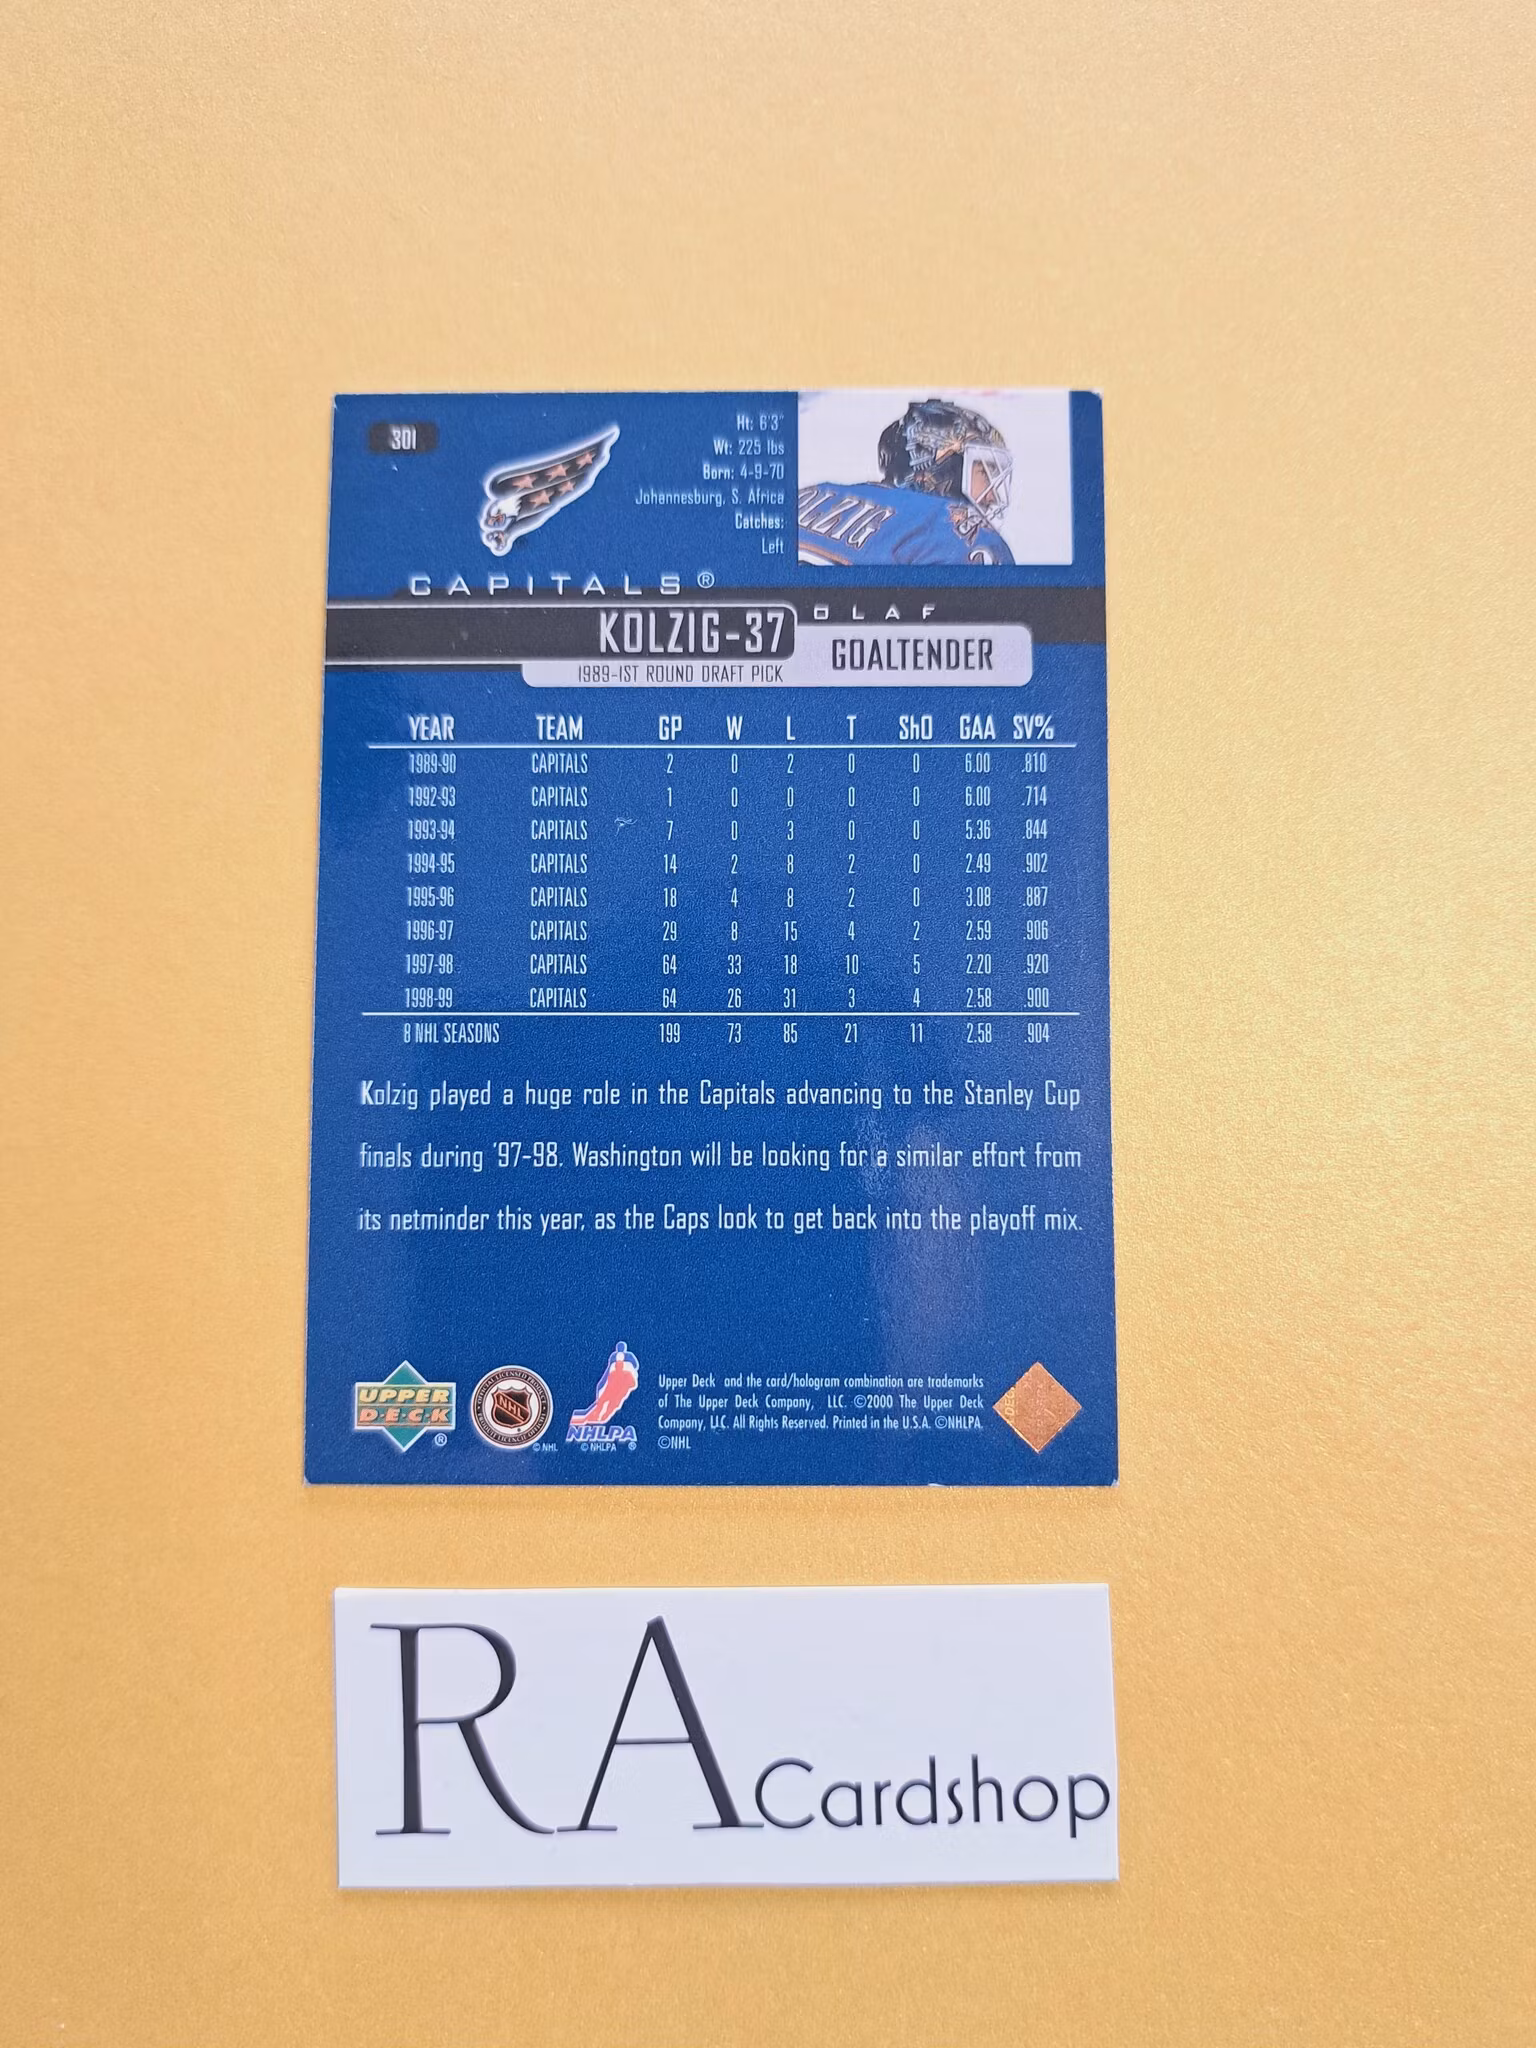 301
Ht: 6'3"
Wt: 225 lbs
Born: 4-9-70
Johannesburg, S. Africa
Catches:
Left
OLZIG
CAPITALS®
OLAF
KOLZIG-37
GOALTENDER
1989-1ST ROUND DRAFT PICK
YEAR TEAM GP W L T ShO GAA SV%
1989-90 CAPITALS 2 0 2 0 0 6.00 .810
1992-93 CAPITALS 1 0 0 0 0 6.00 .714
1993-94 CAPITALS 7 0 3 0 0 5.36 .844
1994-95 CAPITALS 14 2 8 2 0 2.49 .902
1995-96 CAPITALS 18 4 8 2 0 3.08 .887
1996-97 CAPITALS 29 8 15 4 2 2.59 .906
1997-98 CAPITALS 64 33 18 10 5 2.20 .920
1998-99 CAPITALS 64 26 31 3 4 2.58 .900
8 NHL SEASONS 199 73 85 21 11 2.58 .904
Kolzig played a huge role in the Capitals advancing to the Stanley Cup
finals during '97-98. Washington will be looking for a similar effort from
its netminder this year, as the Caps look to get back into the playoff mix.
UPPER
DECK
®
NHL
© NHL
NHLPA
© NHLPA ®
Upper Deck and the card/hologram combination are trademarks
of The Upper Deck Company, LLC. ©2000 The Upper Deck
Company, LLC. All Rights Reserved. Printed in the U.S.A. ©NHLPA.
©NHL
RA Cardshop